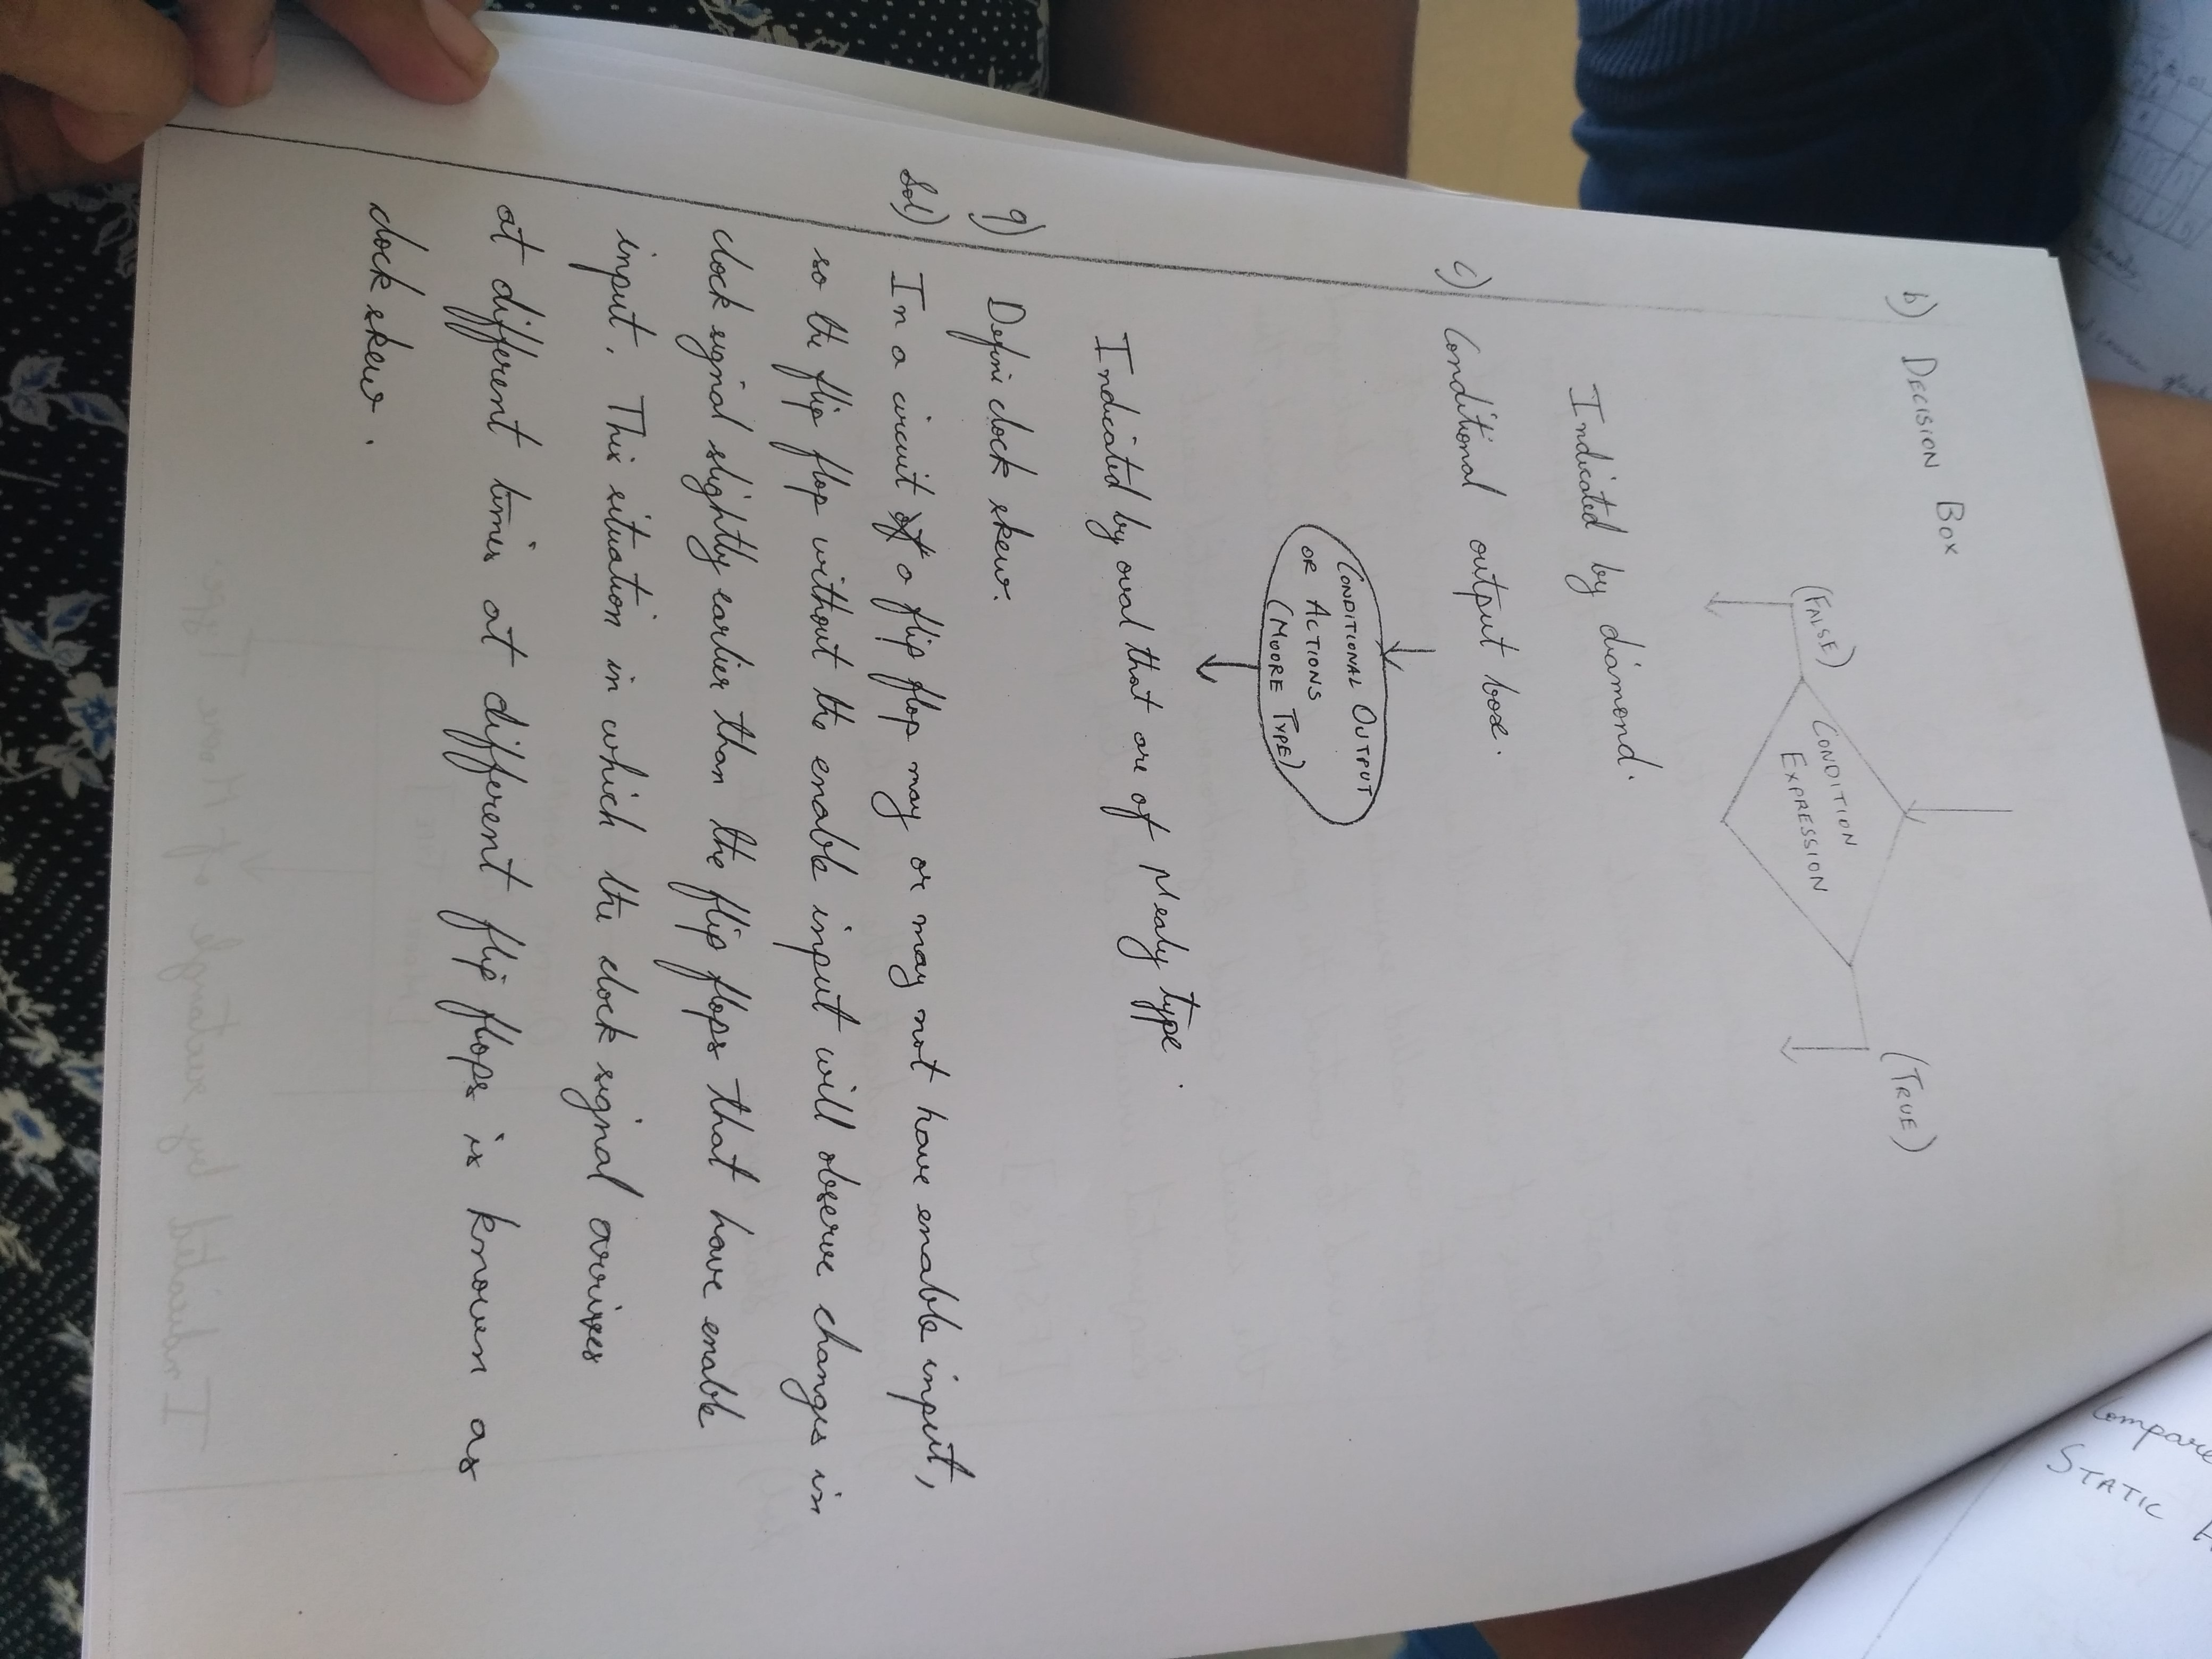 b) DECISION BOX
(FALSE)
CONDITION
EXPRESSION
(TRUE)
Indicated by diamond.
c) Conditional output box.
CONDITIONAL OUTPUT
OR ACTIONS
(MOORE TYPE)
Indicated by oval that are of Mealy type.
9) Define clock skew.
Sol) In a circuit a flip flop may or may not have enable input,
so the flip flop without the enable input will observe changes in
clock signal slightly earlier than the flip flops that have enable
input. This situation in which the clock signal arrives
at different times at different flip flops is known as
clock skew.
Compare
STATIC